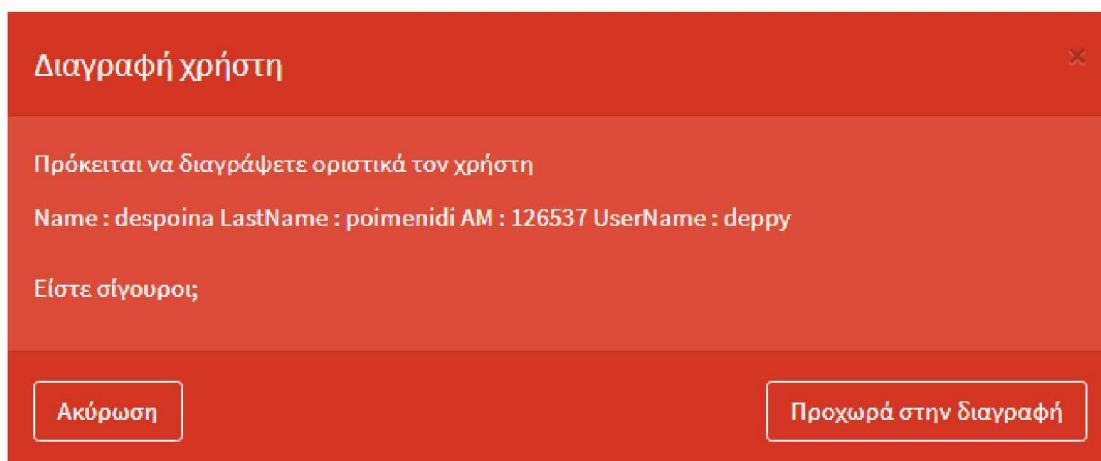 Διαγραφή χρήστη
×
Πρόκειται να διαγράψετε οριστικά τον χρήστη
Name : despoina LastName : poimenidi AM : 126537 UserName : deppy
Είστε σίγουροι;
Ακύρωση
Προχωρά στην διαγραφή